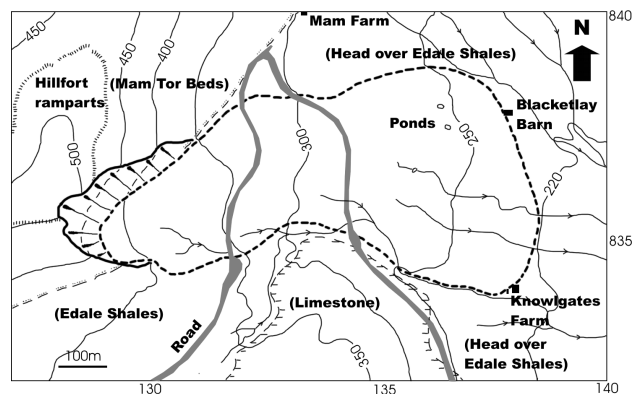 840
450
450
400
Mam Farm
N
(Head over Edale Shales)
Hillfort
ramparts
(Mam Tor Beds)
Blacketlay
Barn
Ponds
250
300
500
220
835
(Edale Shales)
(Limestone)
Knowlgates
Farm
Road
(Head over
Edale Shales)
350
100m
130
135
140